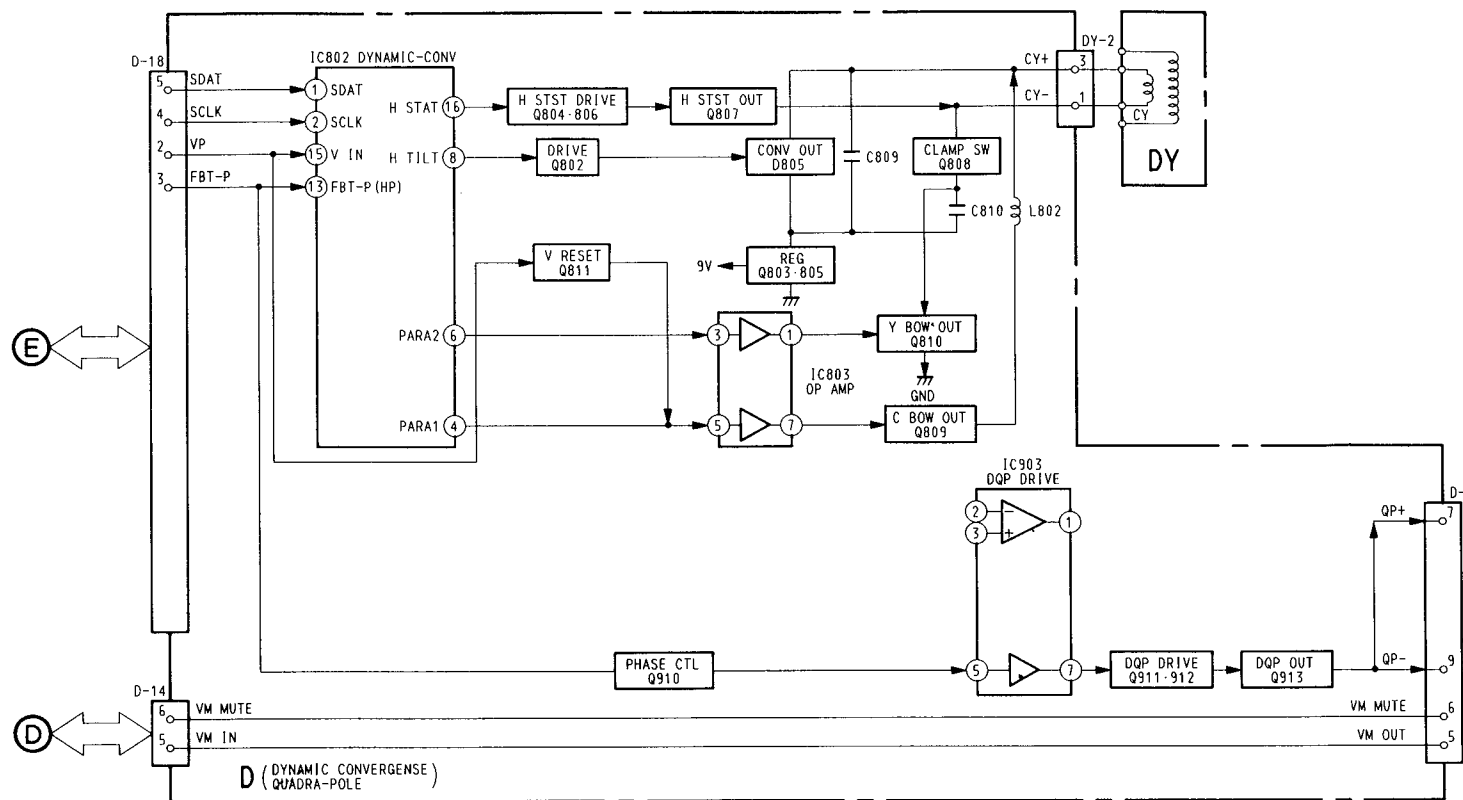 D-18
5 SDAT
4 SCLK
2 VP
3 FBT-P
IC802 DYNAMIC-CONV
1 SDAT
2 SCLK
15 V IN
13 FBT-P(HP)
H STAT 16
H TILT 8
PARA2 6
PARA1 4
H STST DRIVE
Q804·806
H STST OUT
Q807
DRIVE
Q802
CONV OUT
D805
C809
CLAMP SW
Q808
C810
L802
CY+
CY-
DY-2
3
1
CY
DY
V RESET
Q811
9V
REG
Q803·805
3
1
5
7
IC803
OP AMP
Y BOW OUT
Q810
GND
C BOW OUT
Q809
E
IC903
DQP DRIVE
2
-
3
+
1
5
7
PHASE CTL
Q910
DQP DRIVE
Q911·912
DQP OUT
Q913
QP+
QP-
D-
7
9
6
5
D-14
6 VM MUTE
5 VM IN
VM MUTE
VM OUT
D
D (DYNAMIC CONVERGENSE)
QUADRA-POLE